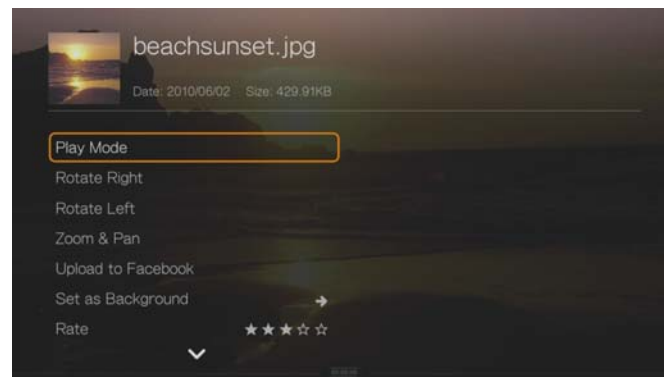 beachsunset.jpg
Date: 2010/06/02 Size: 429.91KB
Play Mode
Rotate Right
Rotate Left
Zoom & Pan
Upload to Facebook
Set as Background
Rate